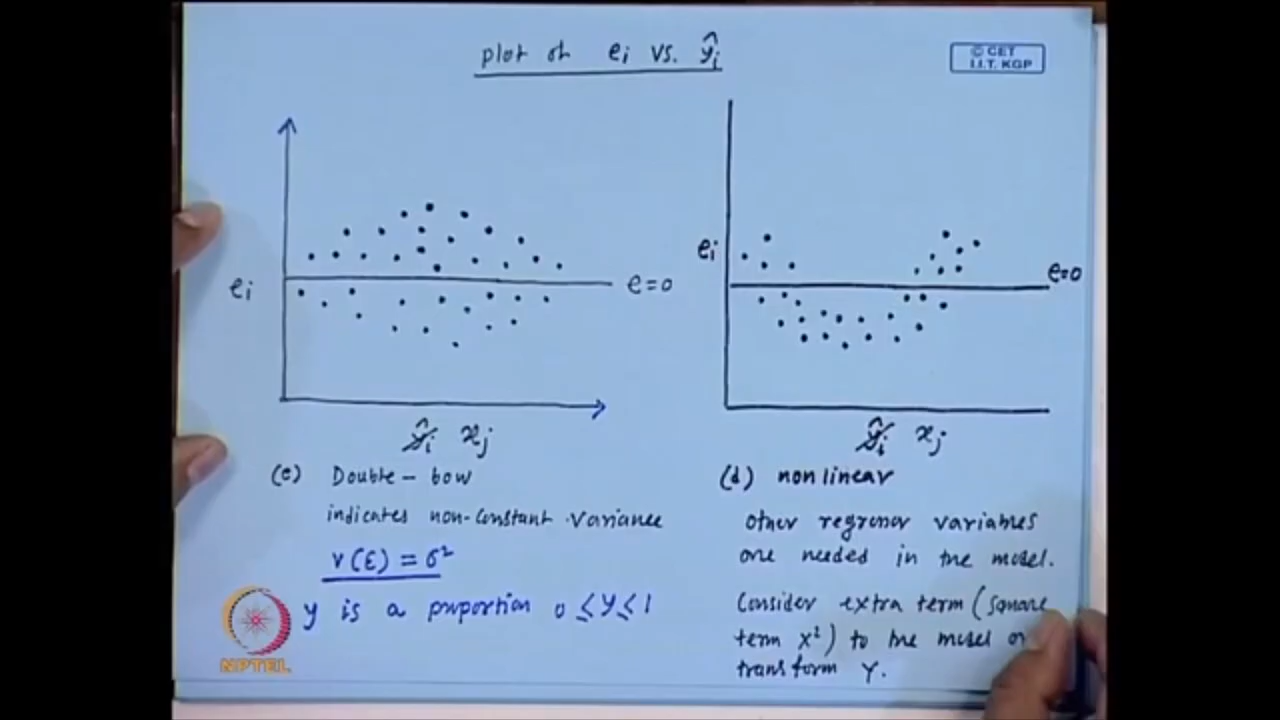 plot of ei vs. ŷi
© CET
I.I.T. KGP
ei
e=0
ŷi xj
(c) Double-bow
indicates non-constant variance
V(ε) = σ²
y is a proportion 0 ≤ y ≤ 1
ei
e=0
ŷi xj
(d) nonlinear
other regressor variables
are needed in the model.
Consider extra term (square
term x²) to the model or
transform Y.
NPTEL